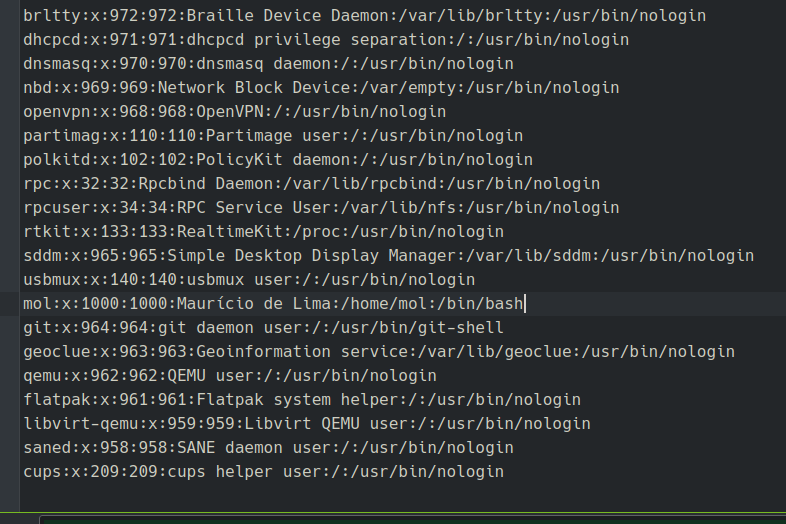 brltty:x:972:972:Braille Device Daemon:/var/lib/brltty:/usr/bin/nologin
dhcpcd:x:971:971:dhcpcd privilege separation:/:/usr/bin/nologin
dnsmasq:x:970:970:dnsmasq daemon:/:/usr/bin/nologin
nbd:x:969:969:Network Block Device:/var/empty:/usr/bin/nologin
openvpn:x:968:968:OpenVPN:/:/usr/bin/nologin
partimag:x:110:110:Partimage user:/:/usr/bin/nologin
polkitd:x:102:102:PolicyKit daemon:/:/usr/bin/nologin
rpc:x:32:32:Rpcbind Daemon:/var/lib/rpcbind:/usr/bin/nologin
rpcuser:x:34:34:RPC Service User:/var/lib/nfs:/usr/bin/nologin
rtkit:x:133:133:RealtimeKit:/proc:/usr/bin/nologin
sddm:x:965:965:Simple Desktop Display Manager:/var/lib/sddm:/usr/bin/nologin
usbmux:x:140:140:usbmux user:/:/usr/bin/nologin
mol:x:1000:1000:Maurício de Lima:/home/mol:/bin/bash
git:x:964:964:git daemon user:/:/usr/bin/git-shell
geoclue:x:963:963:Geoinformation service:/var/lib/geoclue:/usr/bin/nologin
qemu:x:962:962:QEMU user:/:/usr/bin/nologin
flatpak:x:961:961:Flatpak system helper:/:/usr/bin/nologin
libvirt-qemu:x:959:959:Libvirt QEMU user:/:/usr/bin/nologin
saned:x:958:958:SANE daemon user:/:/usr/bin/nologin
cups:x:209:209:cups helper user:/:/usr/bin/nologin